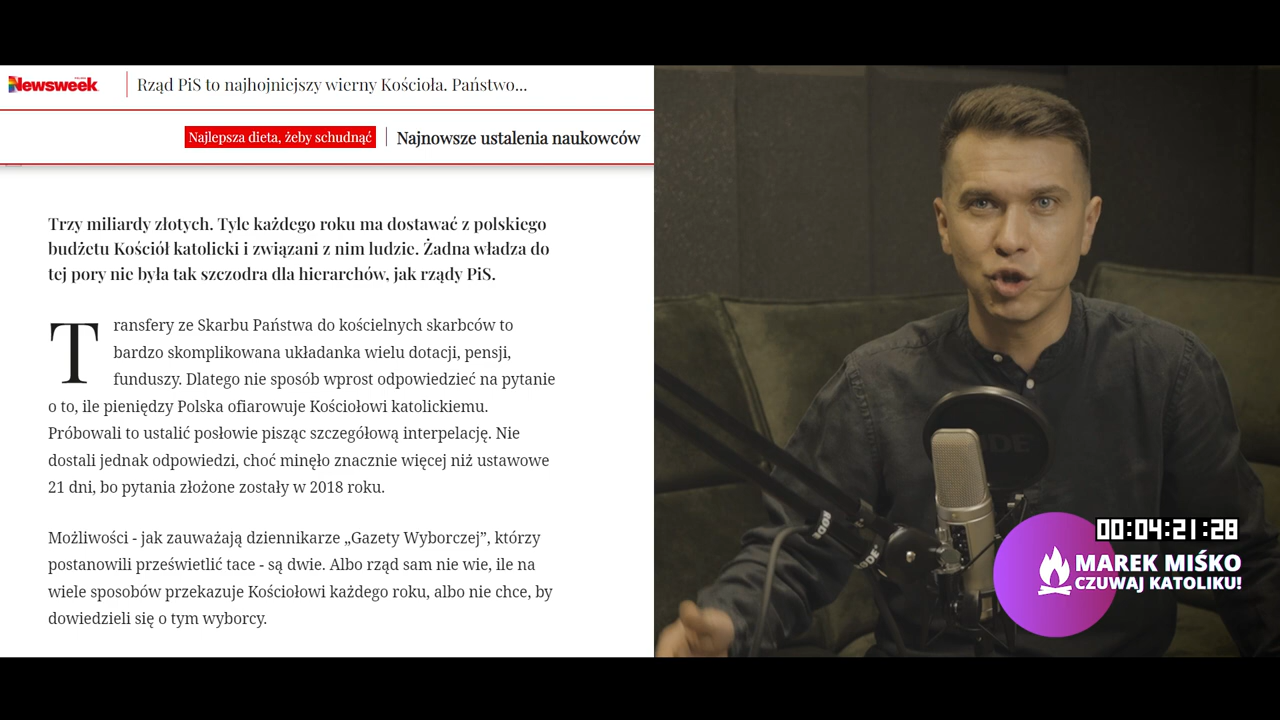 Newsweek
Rząd PiS to najhojniejszy wierny Kościoła. Państwo...
Najlepsza dieta, żeby schudnąć
Najnowsze ustalenia naukowców
Trzy miliardy złotych. Tyle każdego roku ma dostawać z polskiego
budżetu Kościół katolicki i związani z nim ludzie. Żadna władza do
tej pory nie była tak szczodra dla hierarchów, jak rządy PiS.
Transfery ze Skarbu Państwa do kościelnych skarbców to
bardzo skomplikowana układanka wielu dotacji, pensji,
funduszy. Dlatego nie sposób wprost odpowiedzieć na pytanie
o to, ile pieniędzy Polska ofiarowuje Kościołowi katolickiemu.
Próbowali to ustalić posłowie pisząc szczegółową interpelację. Nie
dostali jednak odpowiedzi, choć minęło znacznie więcej niż ustawowe
21 dni, bo pytania złożone zostały w 2018 roku.
Możliwości - jak zauważają dziennikarze „Gazety Wyborczej”, którzy
postanowili prześwietlić tace - są dwie. Albo rząd sam nie wie, ile na
wiele sposobów przekazuje Kościołowi każdego roku, albo nie chce, by
dowiedzieli się o tym wyborcy.
RODE
RODE
RODE
00:04:21:28
MAREK MIŚKO
CZUWAJ KATOLIKU!